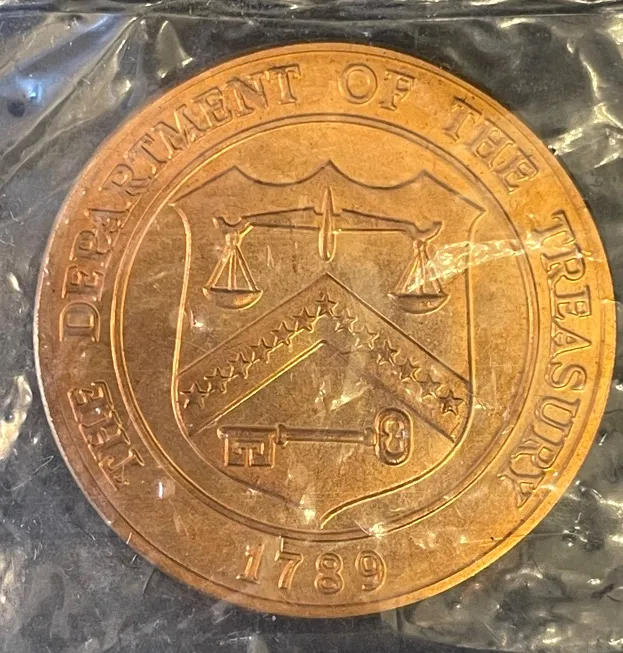 THE DEPARTMENT OF THE TREASURY
1789